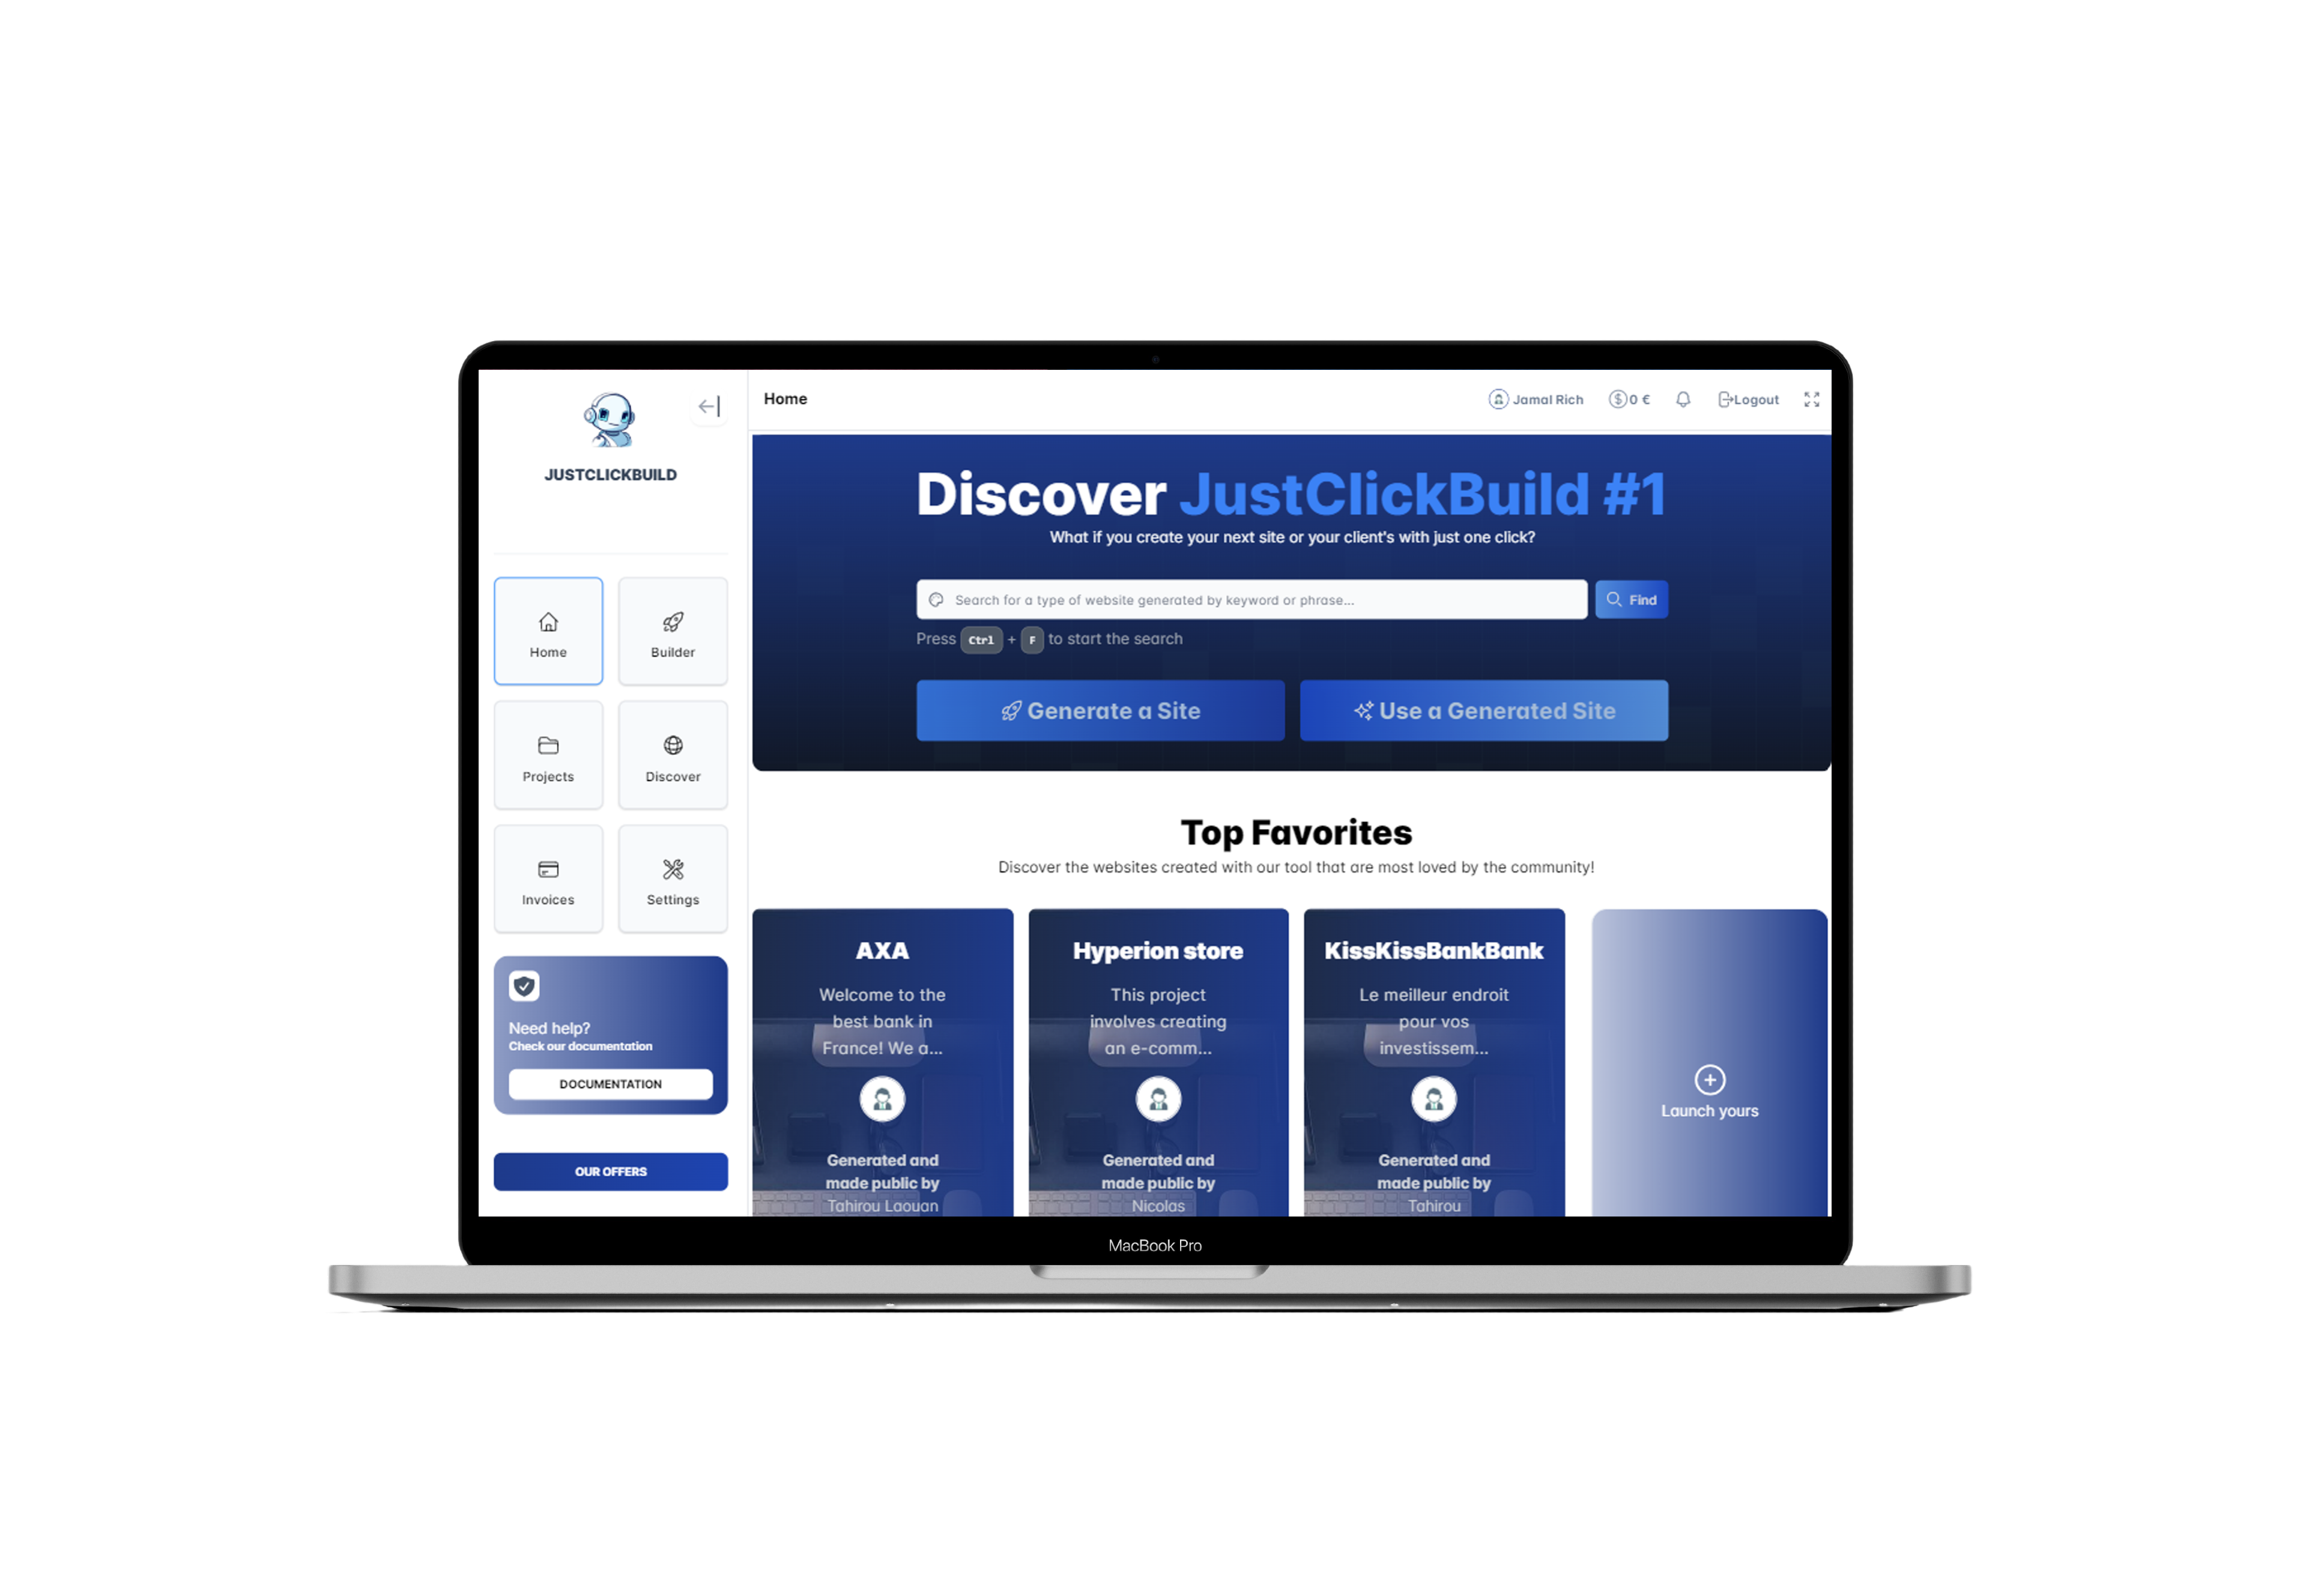 JUSTCLICKBUILD
Home
Builder
Projects
Discover
Invoices
Settings
Need help?
Check our documentation
DOCUMENTATION
OUR OFFERS
Home
Jamal Rich
0 €
Logout
Discover JustClickBuild #1
What if you create your next site or your client's with just one click?
Search for a type of website generated by keyword or phrase...
Find
Press Ctrl + F to start the search
Generate a Site
Use a Generated Site
Top Favorites
Discover the websites created with our tool that are most loved by the community!
AXA
Welcome to the
best bank in
France! We a...
Generated and
made public by
Tahirou Laouan
Hyperion store
This project
involves creating
an e-comm...
Generated and
made public by
Nicolas
KissKissBankBank
Le meilleur endroit
pour vos
investissem...
Generated and
made public by
Tahirou
Launch yours
MacBook Pro